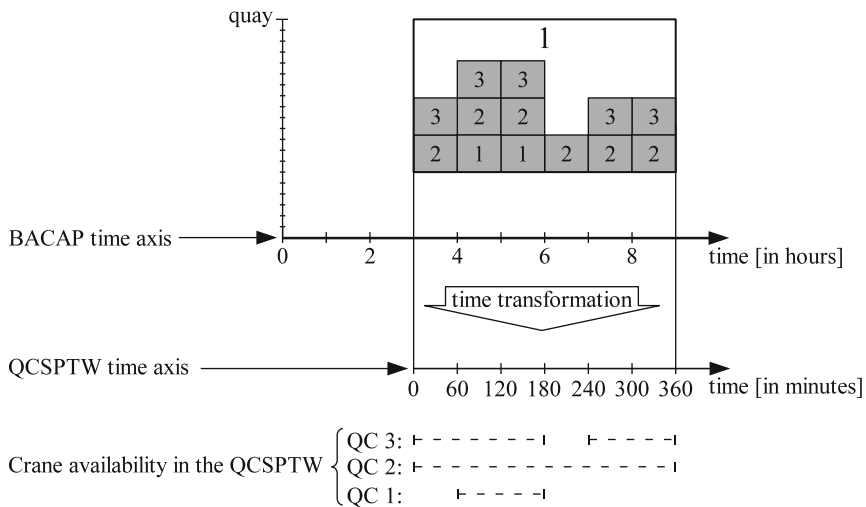 quay
1
3 3
3 2 2 3 3
2 1 1 2 2 2
BACAP time axis
0 2 4 6 8 time [in hours]
time transformation
QCSPTW time axis
0 60 120 180 240 300 360 time [in minutes]
QC 3:
Crane availability in the QCSPTW QC 2:
QC 1: